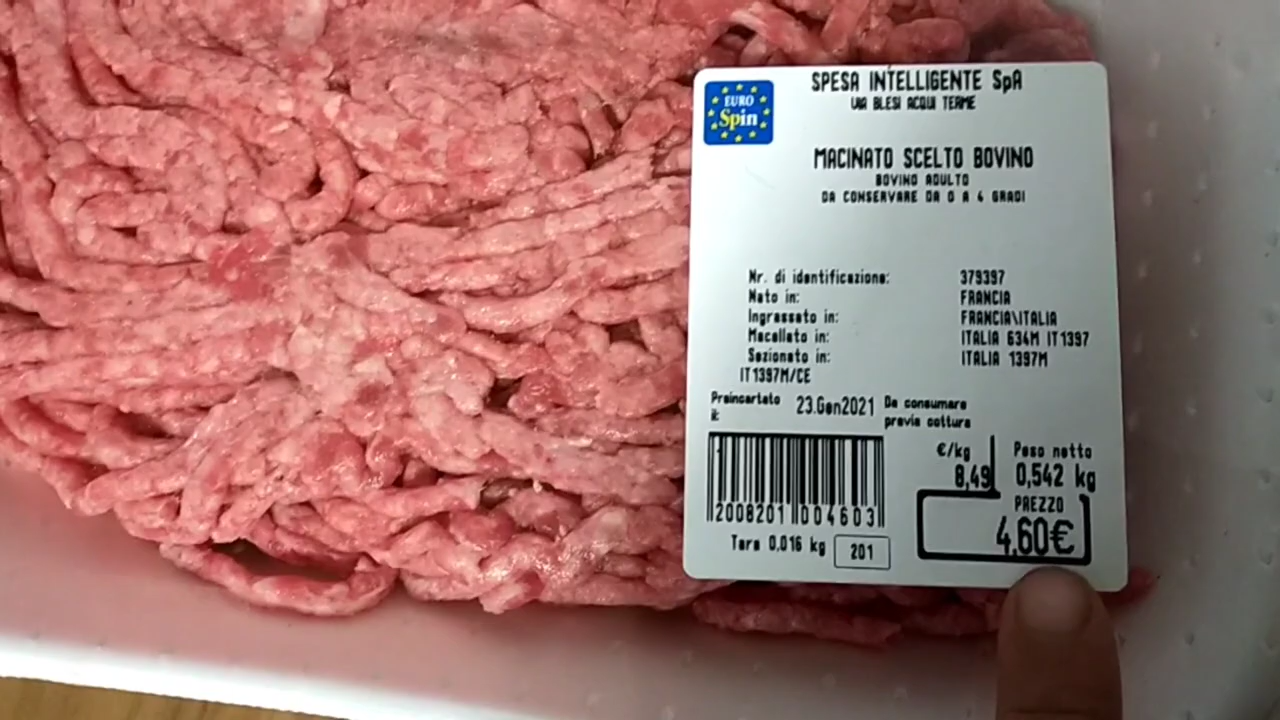 EURO
Spin
SPESA INTELLIGENTE SpA
VIA BLESI ACQUI TERME
MACINATO SCELTO BOVINO
BOVINO ADULTO
DA CONSERVARE DA 0 A 4 GRADI
Nr. di identificazione: 379397
Nato in: FRANCIA
Ingrassato in: FRANCIA\ITALIA
Macellato in: ITALIA 634M IT1397
Sezionato in: ITALIA 1397M
IT1397M/CE
Preincartato il: 23.Gen2021 Da consumare
previa cottura
€/kg Peso netto
8,49 0,542 kg
PREZZO
4,60€
2008201 004603
Tara 0,016 kg 201